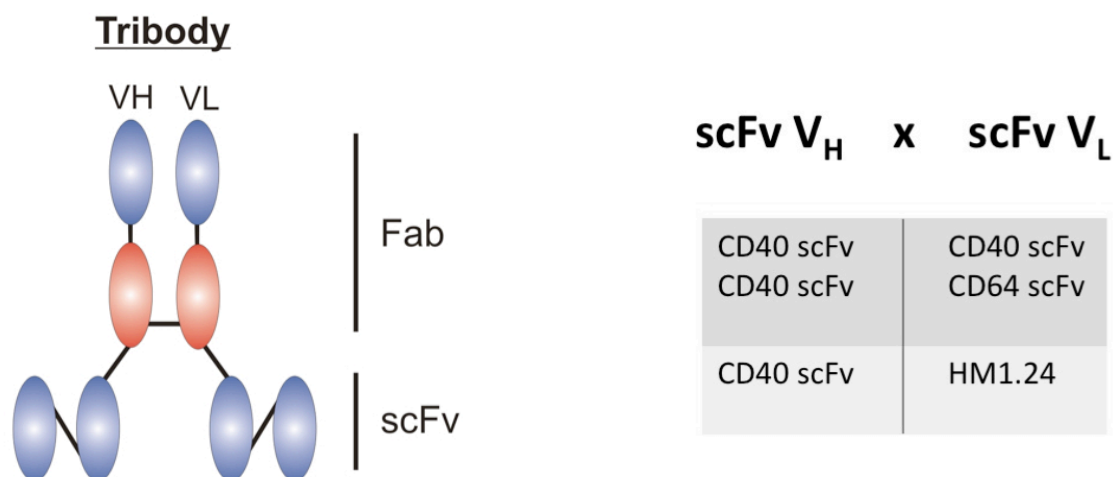 Tribody
VH VL
Fab
scFv
scFv VH x scFv VL
CD40 scFv CD40 scFv
CD40 scFv CD64 scFv
CD40 scFv HM1.24